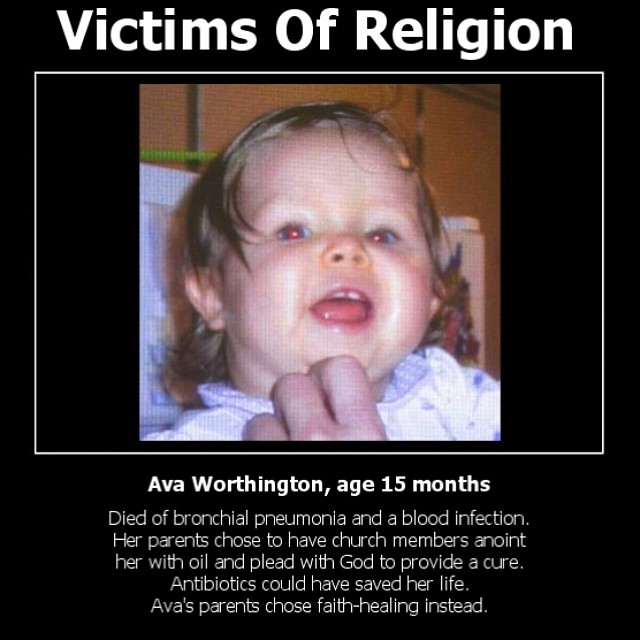 Victims Of Religion
Ava Worthington, age 15 months
Died of bronchial pneumonia and a blood infection.
Her parents chose to have church members anoint
her with oil and plead with God to provide a cure.
Antibiotics could have saved her life.
Ava's parents chose faith-healing instead.